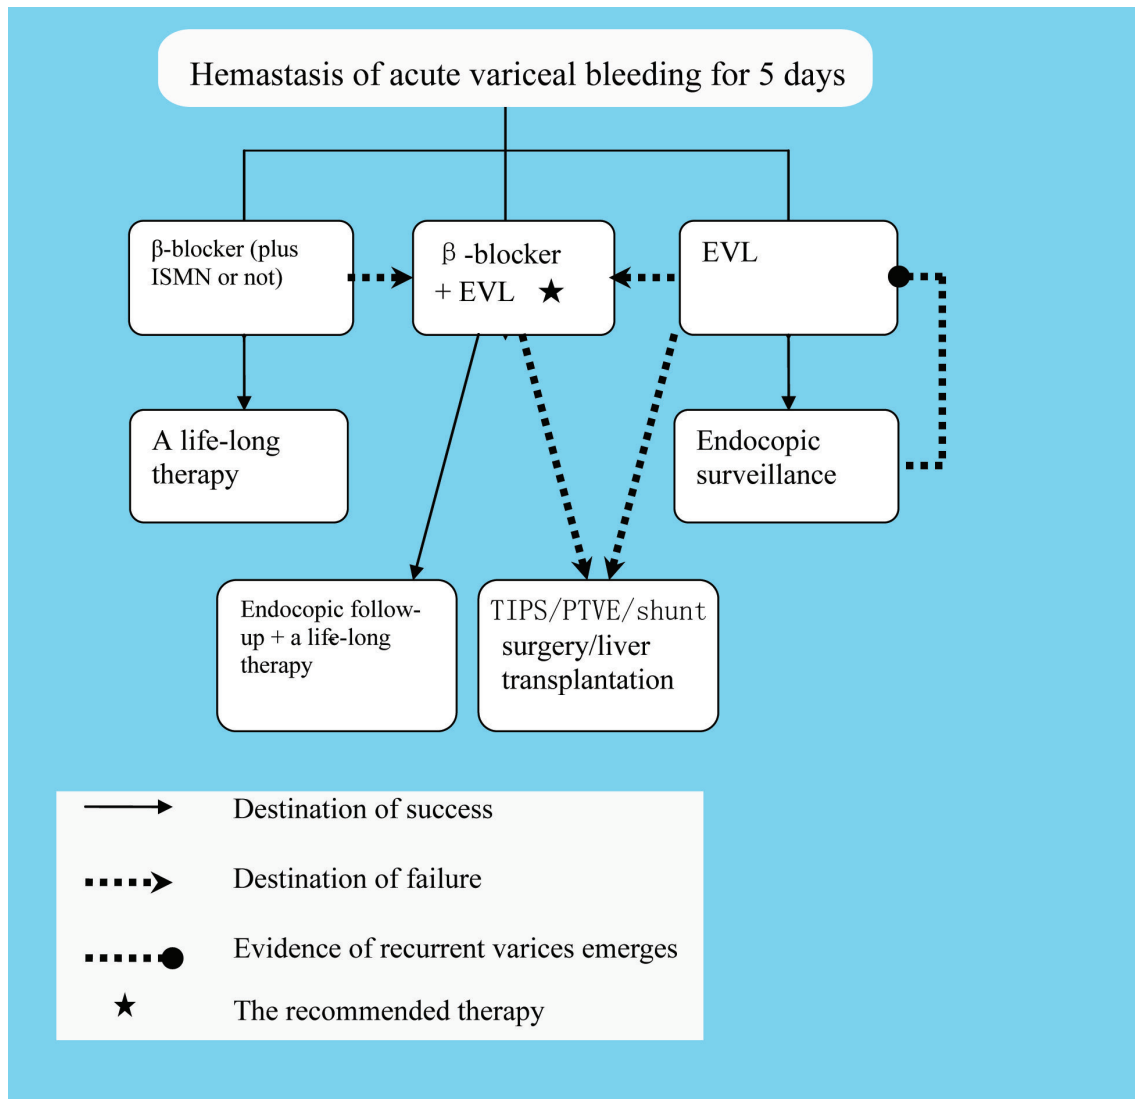 Hemastasis of acute variceal bleeding for 5 days
β-blocker (plus
ISMN or not)
β -blocker
+ EVL ★
EVL
A life-long
therapy
Endocopic
surveillance
Endocopic follow-
up + a life-long
therapy
TIPS/PTVE/shunt
surgery/liver
transplantation
Destination of success
Destination of failure
Evidence of recurrent varices emerges
★ The recommended therapy